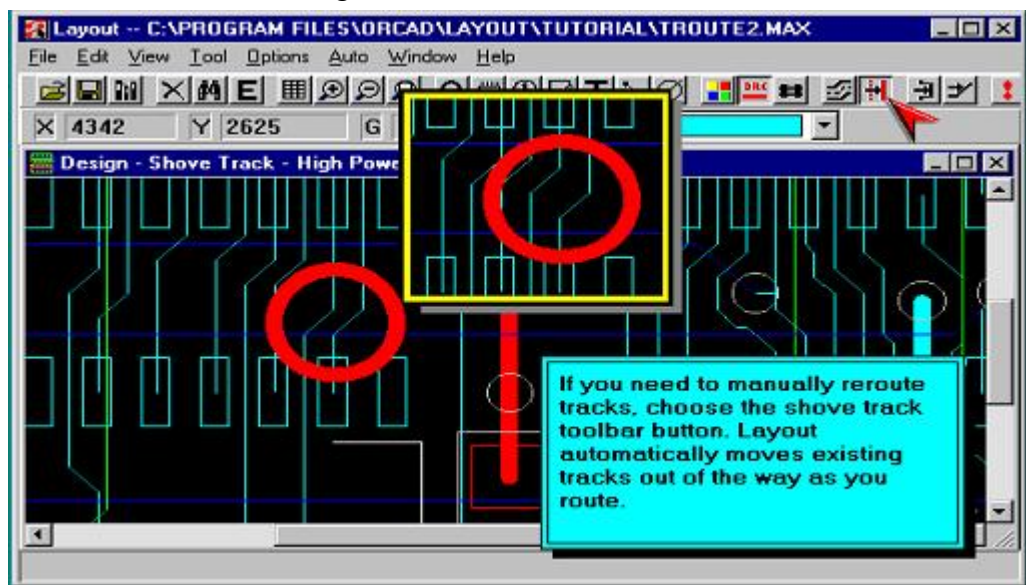 Layout -- C:\PROGRAM FILES\ORCAD\LAYOUT\TUTORIAL\TROUTE2.MAX
File Edit View Tool Options Auto Window Help
E DRC
X 4342 Y 2625 G
Design - Shove Track - High Powe
If you need to manually reroute
tracks, choose the shove track
toolbar button. Layout
automatically moves existing
tracks out of the way as you
route.